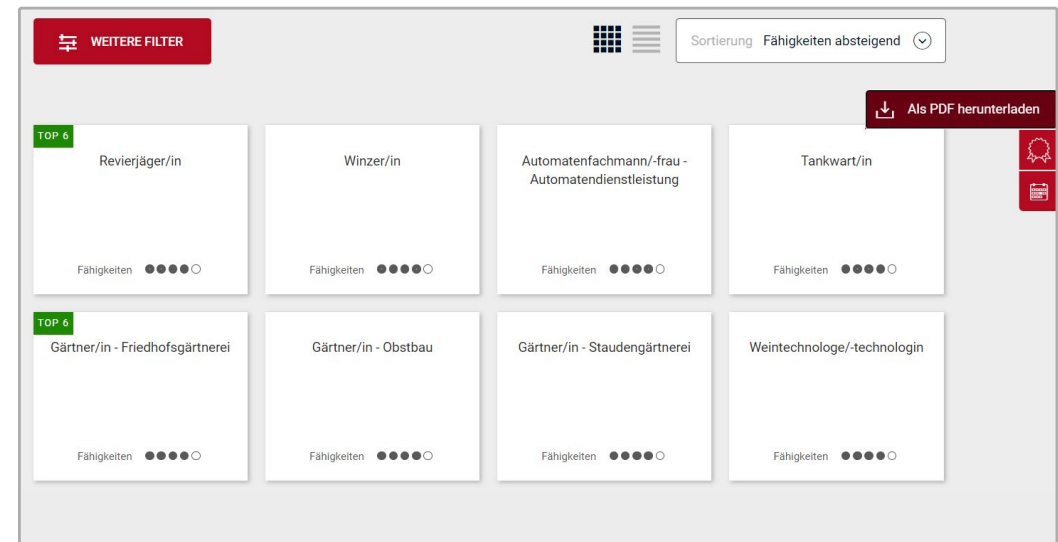 WEITERE FILTER
Sortierung Fähigkeiten absteigend
Als PDF herunterladen
TOP 6
Revierjäger/in
Fähigkeiten
Winzer/in
Fähigkeiten
Automatenfachmann/-frau -
Automatendienstleistung
Fähigkeiten
Tankwart/in
Fähigkeiten
TOP 6
Gärtner/in - Friedhofsgärtnerei
Fähigkeiten
Gärtner/in - Obstbau
Fähigkeiten
Gärtner/in - Staudengärtnerei
Fähigkeiten
Weintechnologe/-technologin
Fähigkeiten